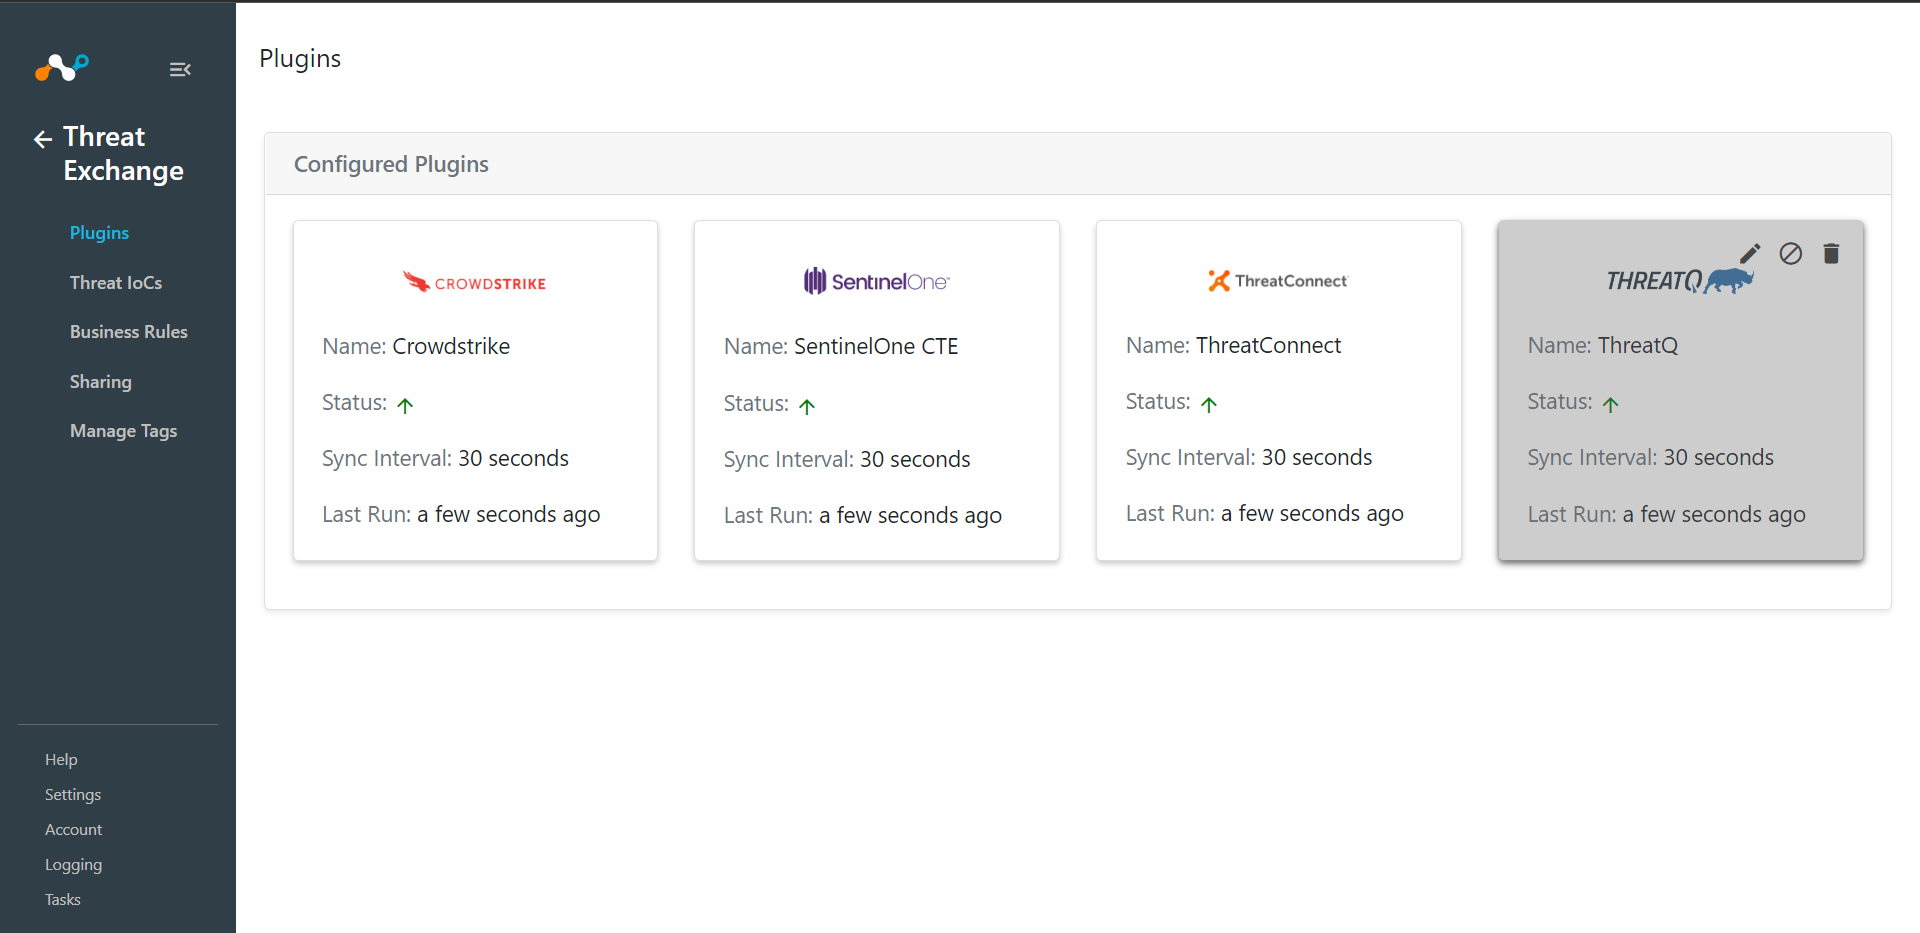 Threat
Exchange
Plugins
Threat IoCs
Business Rules
Sharing
Manage Tags
Help
Settings
Account
Logging
Tasks
Plugins
Configured Plugins
CROWDSTRIKE
Name: Crowdstrike
Status:
Sync Interval: 30 seconds
Last Run: a few seconds ago
SentinelOne™
Name: SentinelOne CTE
Status:
Sync Interval: 30 seconds
Last Run: a few seconds ago
ThreatConnect
Name: ThreatConnect
Status:
Sync Interval: 30 seconds
Last Run: a few seconds ago
THREATQ
Name: ThreatQ
Status:
Sync Interval: 30 seconds
Last Run: a few seconds ago